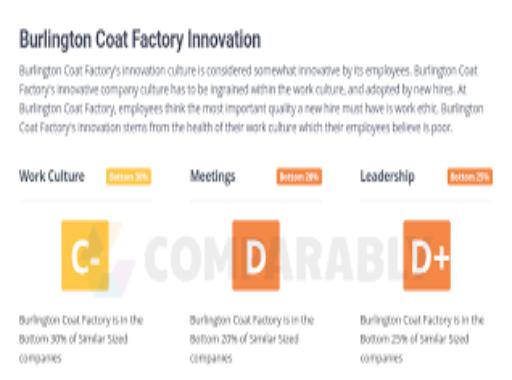 Burlington Coat Factory Innovation
Burlington Coat Factory's innovation culture is considered somewhat innovative by its employees. Burlington Coat
Factory's innovative company culture has to be ingrained within the work culture, and adopted by new hires. At
Burlington Coat Factory, employees think the most important quality a new hire must have is work ethic. Burlington
Coat Factory's innovation stems from the health of their work culture which their employees believe is poor.
Work Culture Bottom 30% Meetings Bottom 20% Leadership Bottom 25%
C- D D+
COMPARABLY
Burlington Coat Factory is in the Burlington Coat Factory is in the Burlington Coat Factory is in the
Bottom 30% of Similar Sized Bottom 20% of Similar Sized Bottom 25% of Similar Sized
companies companies companies